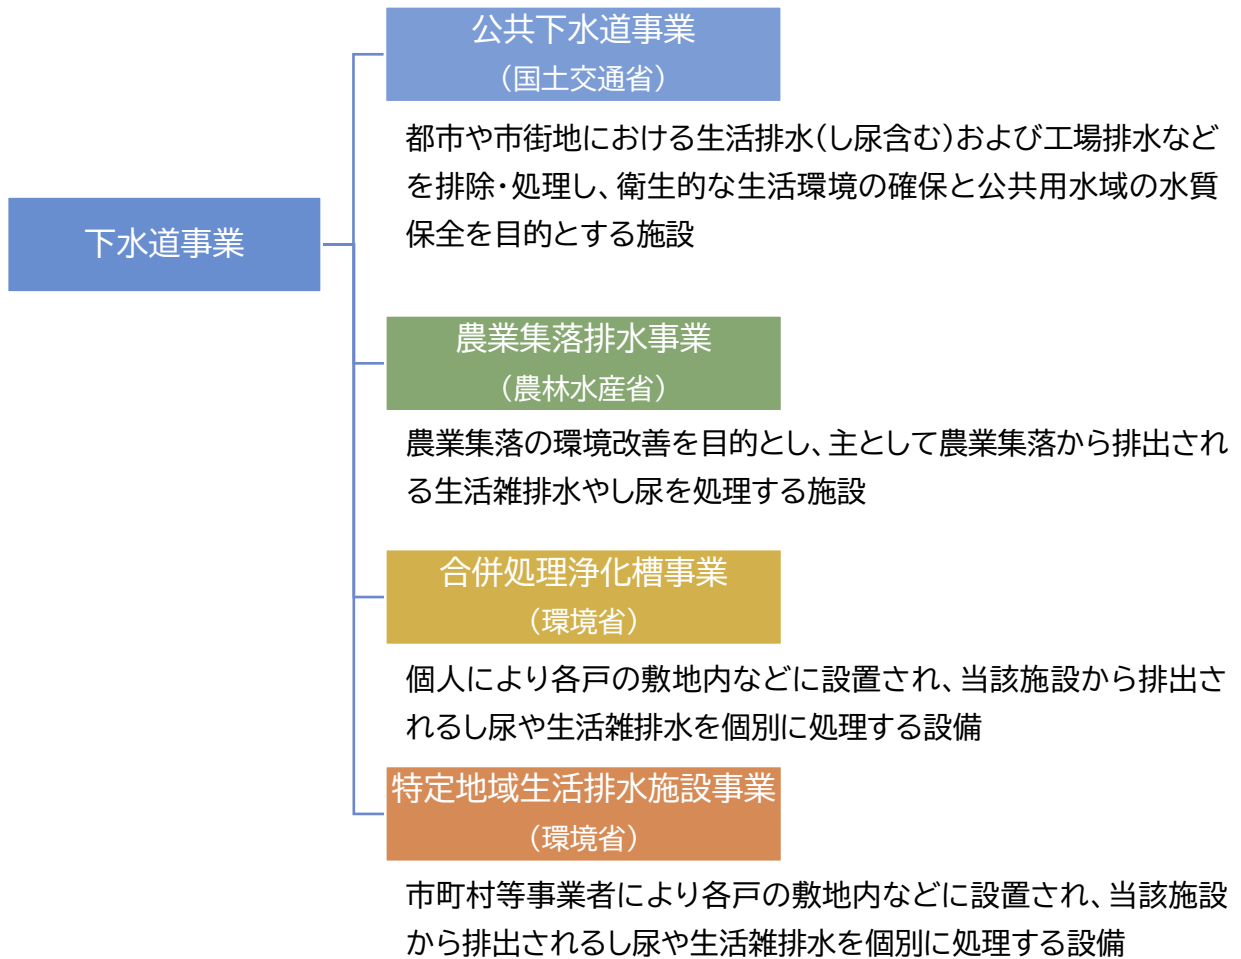 公共下水道事業
（国土交通省）
都市や市街地における生活排水（し尿含む）および工場排水など
を排除・処理し、衛生的な生活環境の確保と公共用水域の水質
保全を目的とする施設
下水道事業
農業集落排水事業
（農林水産省）
農業集落の環境改善を目的とし、主として農業集落から排出され
る生活雑排水やし尿を処理する施設
合併処理浄化槽事業
（環境省）
個人により各戸の敷地内などに設置され、当該施設から排出さ
れるし尿や生活雑排水を個別に処理する設備
特定地域生活排水施設事業
（環境省）
市町村等事業者により各戸の敷地内などに設置され、当該施設
から排出されるし尿や生活雑排水を個別に処理する設備